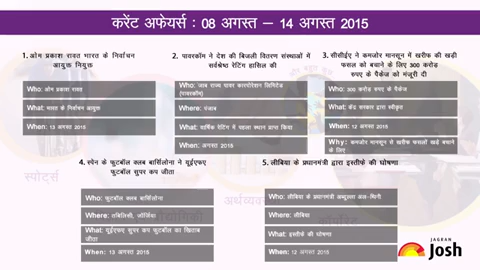 करेंट अफेयर्स : 08 अगस्त – 14 अगस्त 2015
1. ओम प्रकाश रावत भारत के निर्वाचन
आयुक्त नियुक्त
Who: ओम प्रकाश रावत
What: भारत के निर्वाचन आयुक्त
When: 13 अगस्त 2015
2. पावरकॉम ने देश की बिजली वितरण संस्थाओं में
सर्वश्रेष्ठ रेटिंग हासिल की
Who: पावर कारपोरेशन लिमिटेड
(पावरकॉम)
Where: पंजाब
What: वार्षिक रेटिंग में पहला स्थान प्राप्त किया
When: अगस्त 2015
3. सीसीईए ने कमजोर मानसून में खरीफ की खड़ी
फसल को बचाने के लिए 300 करोड़
रुपए के पैकेज को मंजूरी दी
Who: 300 करोड़ रुपए के पैकेज
What: केंद्र सरकार द्वारा स्वीकृत
When: 12 अगस्त 2015
Why: कमजोर मानसून से खरीफ फसलों खड़े बचाने
के लिए
4. स्पेन के फुटबॉल क्लब बार्सिलोना ने यूईएफए
फुटबॉल सुपर कप जीता
Who: फुटबॉल क्लब बार्सिलोना
Where: तबिलिसी, जॉर्जिया
What: यूईएफए सुपर कप फुटबॉल का खिताब
जीता
When: 13 अगस्त 2015
5. लीबिया के प्रधानमंत्री द्वारा इस्तीफे की घोषणा
Who: लीबिया के प्रधानमंत्री अब्दुल्ला अल-थिनी
Where: लीबिया
What: इस्तीफे की घोषणा
When: 12 अगस्त 2015
स्पोर्ट्स
JAGRAN
Josh